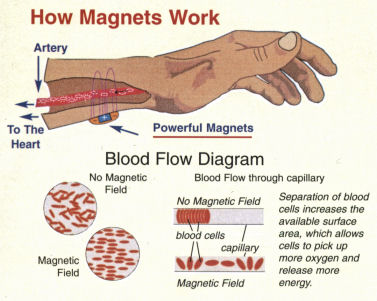 How Magnets Work
Artery
To The
Heart
Powerful Magnets
Blood Flow Diagram
No Magnetic
Field
Magnetic
Field
Blood Flow through capillary
No Magnetic Field
blood cells
capillary
Magnetic Field
Separation of blood
cells increases the
available surface
area, which allows
cells to pick up
more oxygen and
release more
energy.